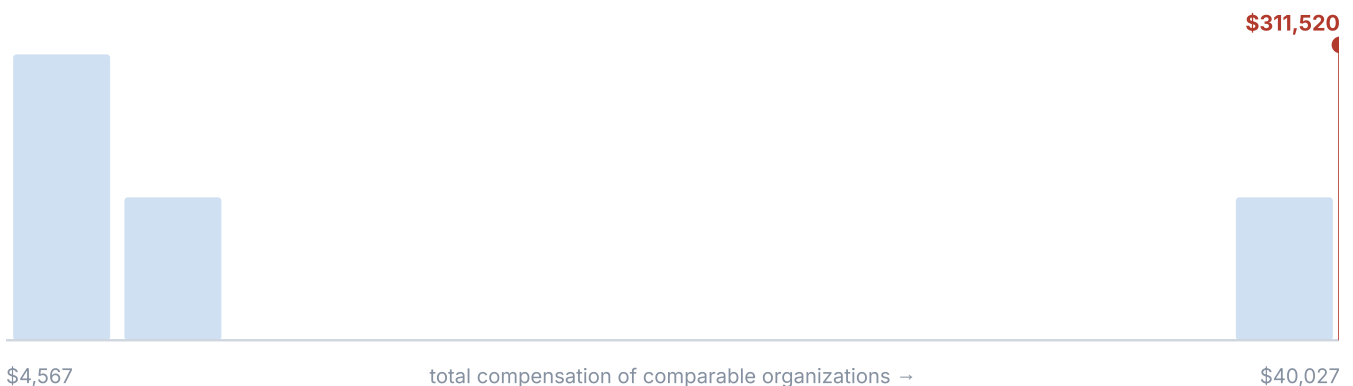 $311,520
$4,567 total compensation of comparable organizations → $40,027